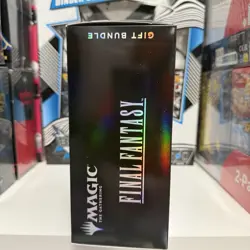 GIFT BUNDLE
FINAL FANTASY
MAGIC
THE GATHERING